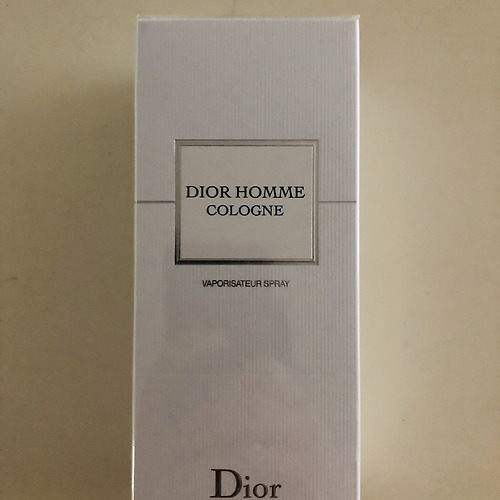 DIOR HOMME
COLOGNE
VAPORISATEUR SPRAY
Dior